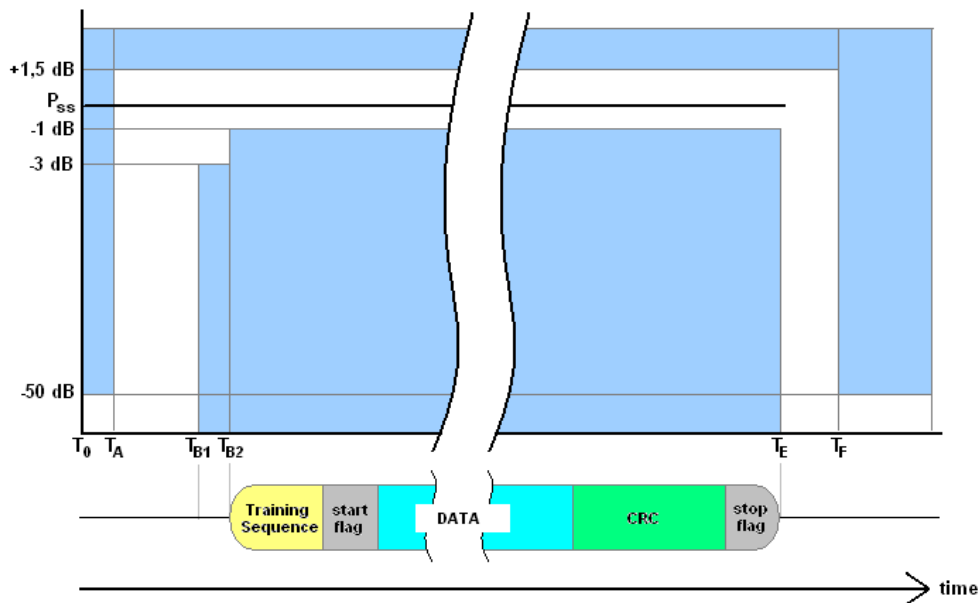 +1,5 dB
Pss
-1 dB
-3 dB
-50 dB
T0 TA TB1 TB2 TE TF
Training Sequence
start flag
DATA
CRC
stop flag
time